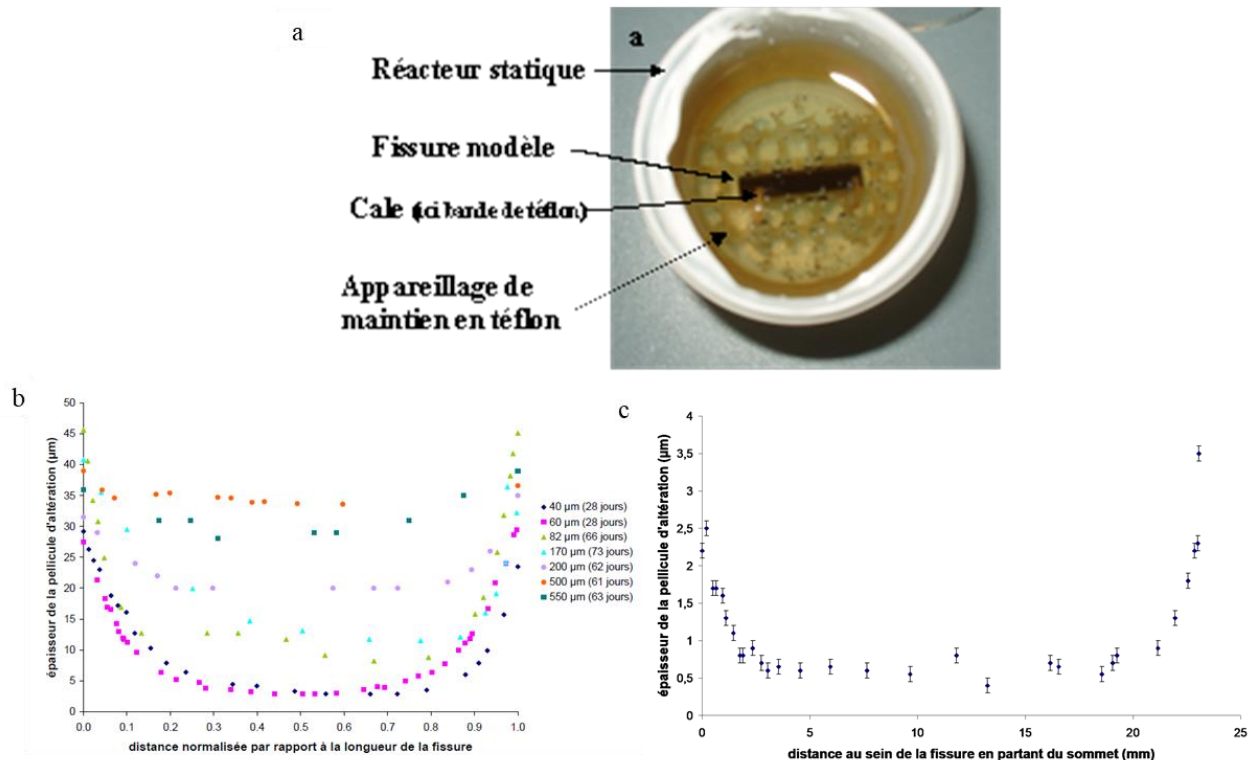 a
a
Réacteur statique
Fissure modèle
Cale (ici bande de téflon)
Appareillage de
maintien en téflon
b
épaisseur de la pellicule d'altération (µm)
50
45
40
35
30
25
20
15
10
5
0
0.0 0.1 0.2 0.3 0.4 0.5 0.6 0.7 0.8 0.9 1.0
distance normalisée par rapport à la longueur de la fissure
40 µm (28 jours)
60 µm (28 jours)
82 µm (66 jours)
170 µm (73 jours)
200 µm (62 jours)
500 µm (61 jours)
550 µm (63 jours)
c
épaisseur de la pellicule d'altération (µm)
4
3,5
3
2,5
2
1,5
1
0,5
0
0 5 10 15 20 25
distance au sein de la fissure en partant du sommet (mm)